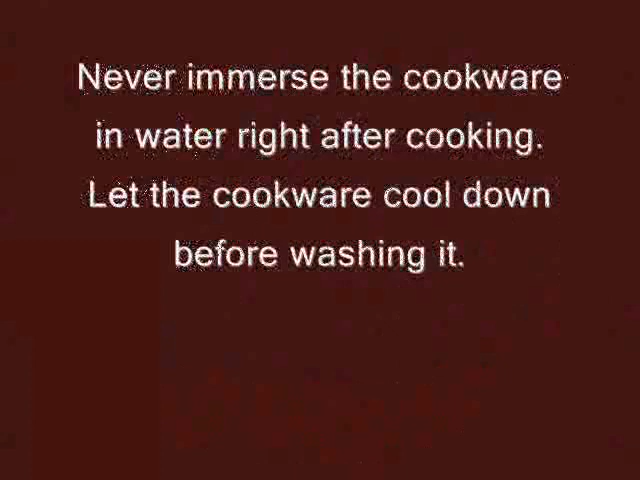 Never immerse the cookware
in water right after cooking.
Let the cookware cool down
before washing it.